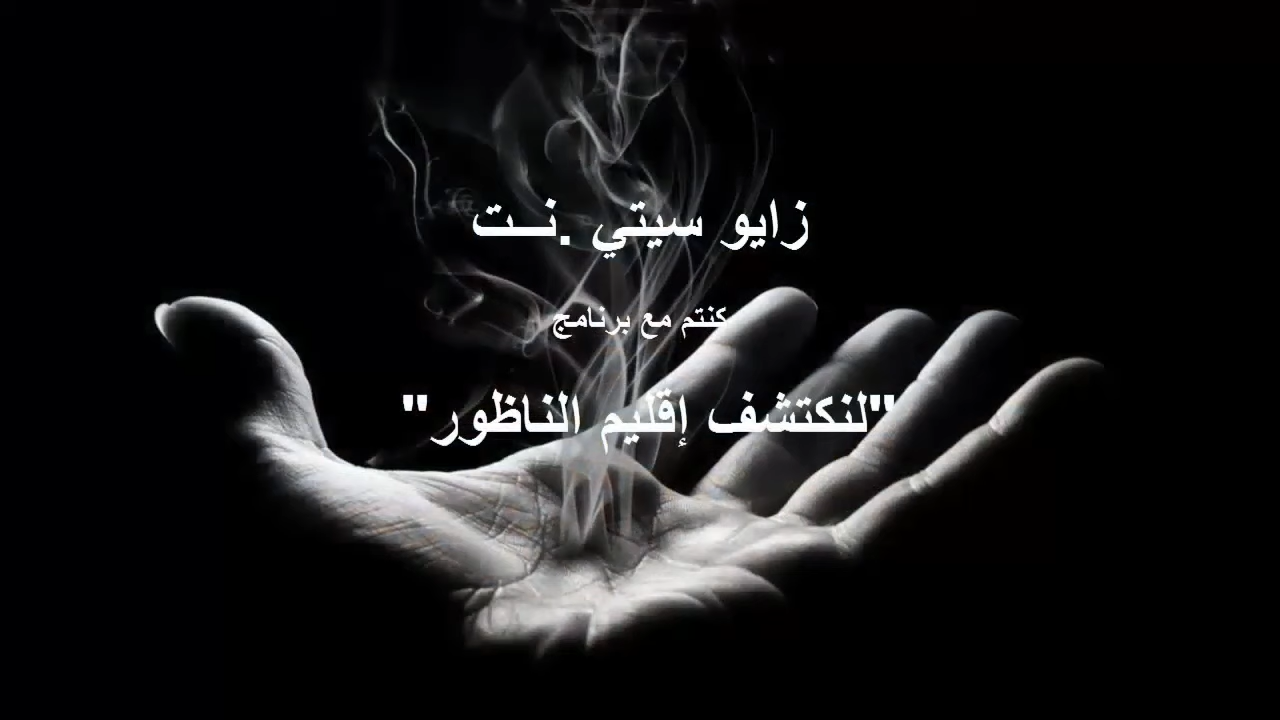 زايو سيتي .نــت
كنتم مع برنامج
"لنكتشف إقليم الناظور"